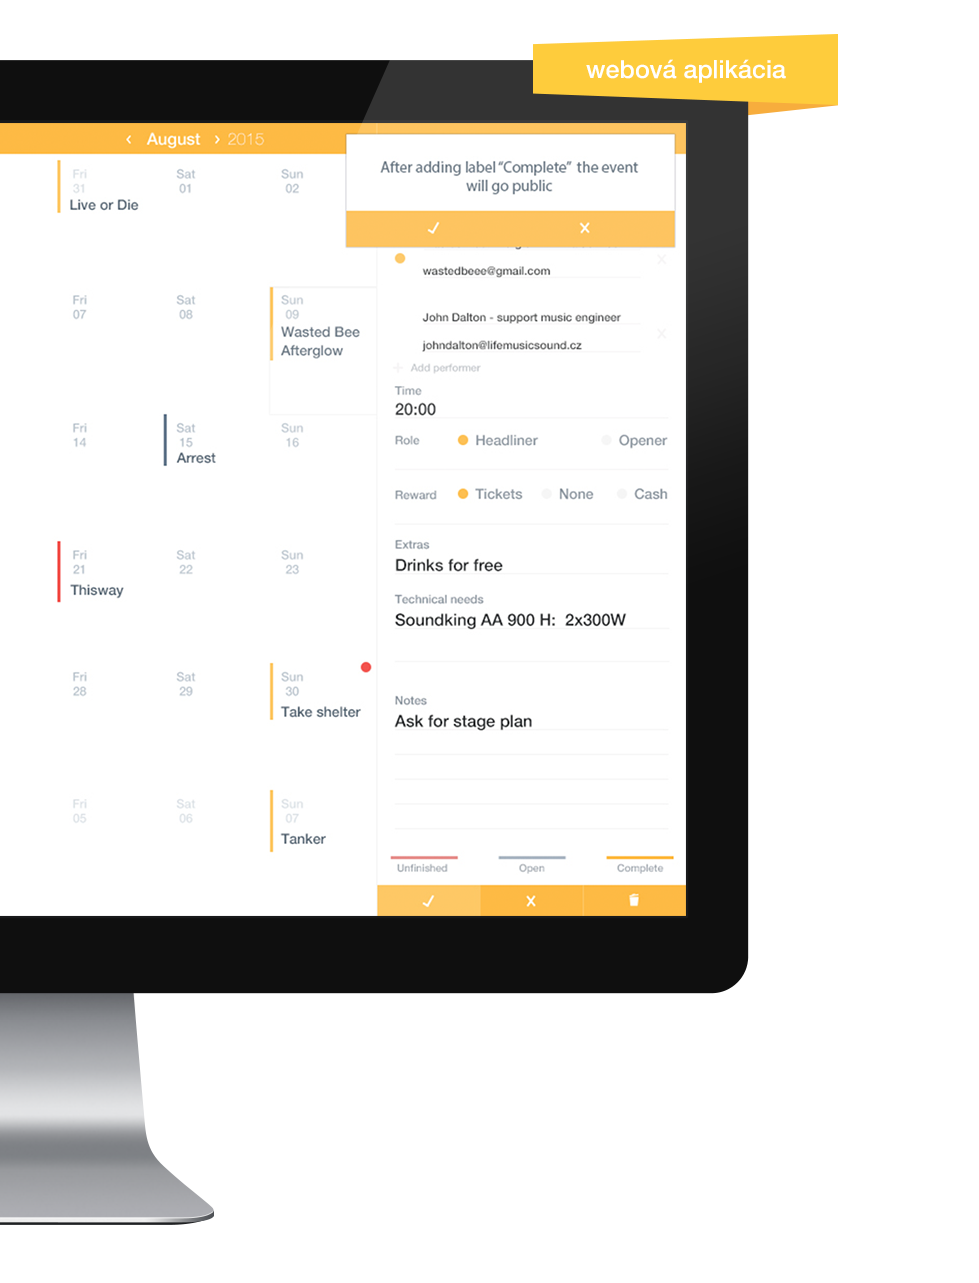 webová aplikácia
‹ August › 2015
After adding label “Complete” the event
will go public
Fri
31
Live or Die
Sat
01
Sun
02
Fri
07
Sat
08
Sun
09
Wasted Bee
Afterglow
Fri
14
Sat
15
Arrest
Sun
16
Fri
21
Thisway
Sat
22
Sun
23
Fri
28
Sat
29
Sun
30
Take shelter
Fri
05
Sat
06
Sun
07
Tanker
wastedbeee@gmail.com
John Dalton - support music engineer
johndalton@lifemusicsound.cz
Add performer
Time
20:00
Role Headliner Opener
Reward Tickets None Cash
Extras
Drinks for free
Technical needs
Soundking AA 900 H: 2x300W
Notes
Ask for stage plan
Unfinished Open Complete